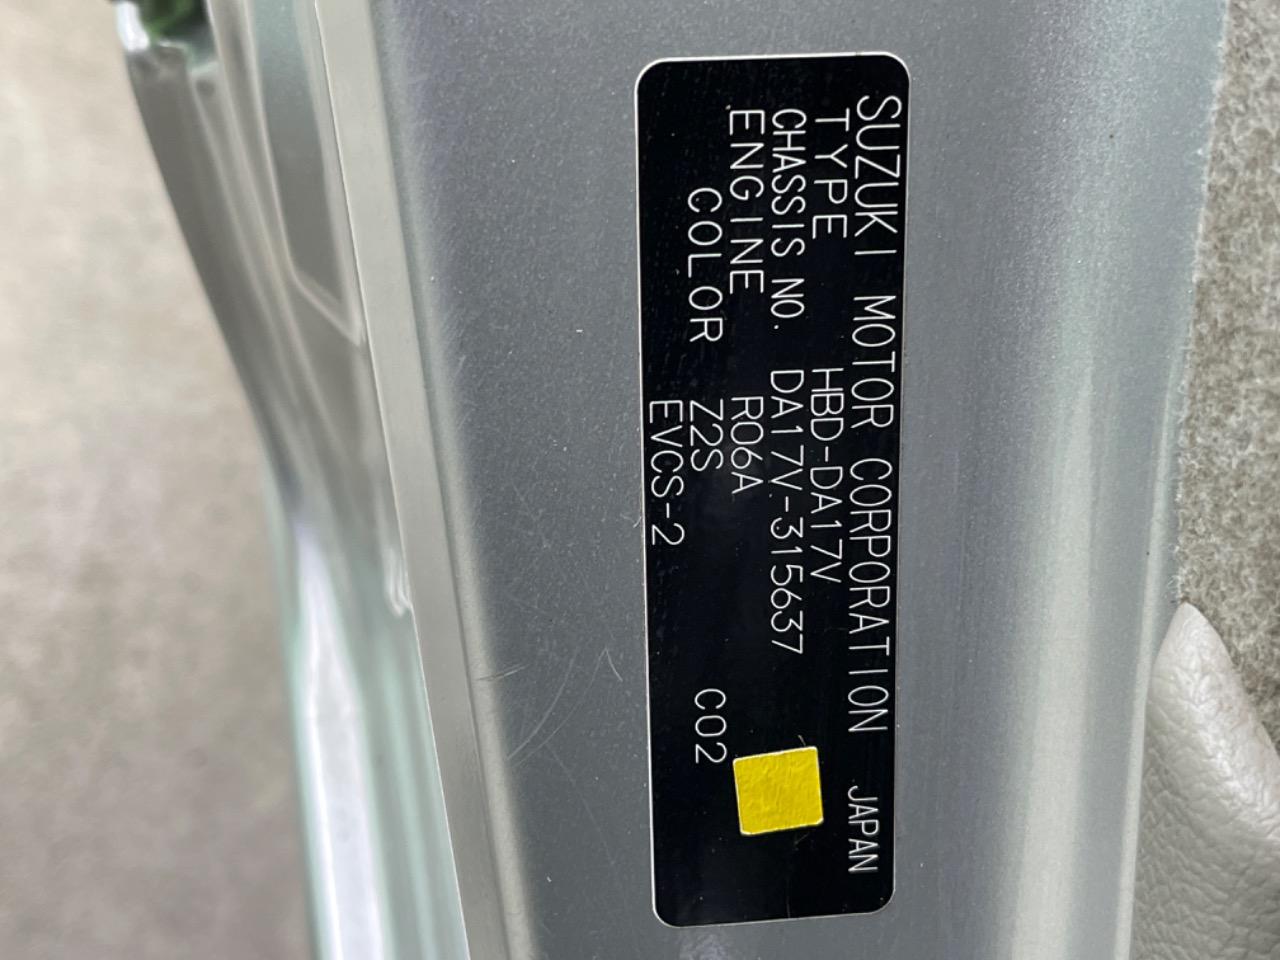 SUZUKI MOTOR CORPORATION JAPAN
TYPE HBD-DA17V
CHASSIS NO. DA17V-315637
ENGINE R06A
COLOR Z2S C02
EVCS-2